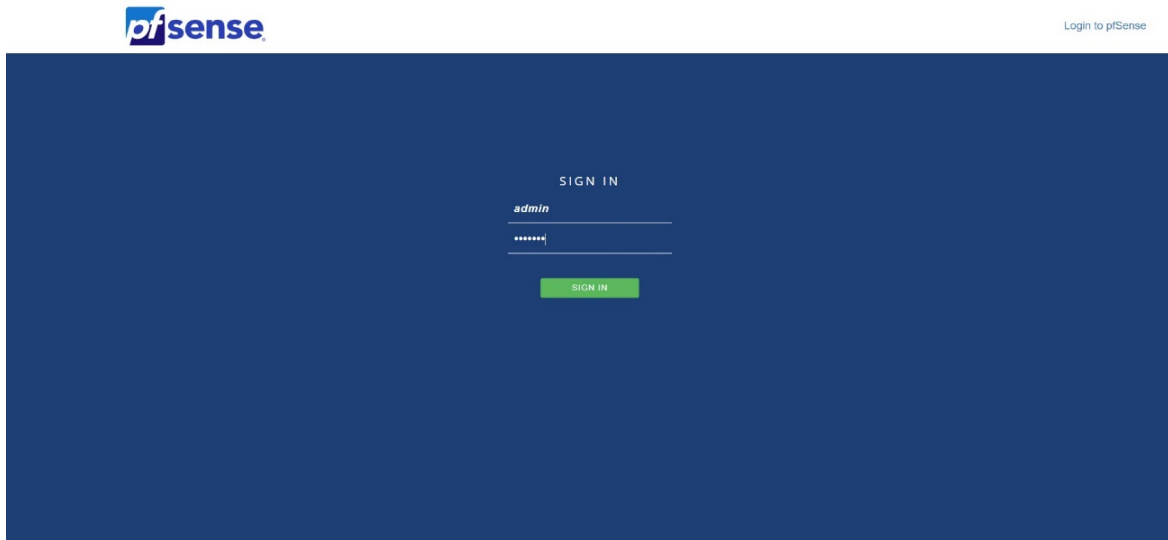 pfsense®
Login to pfSense
SIGN IN
admin
•••••••
SIGN IN